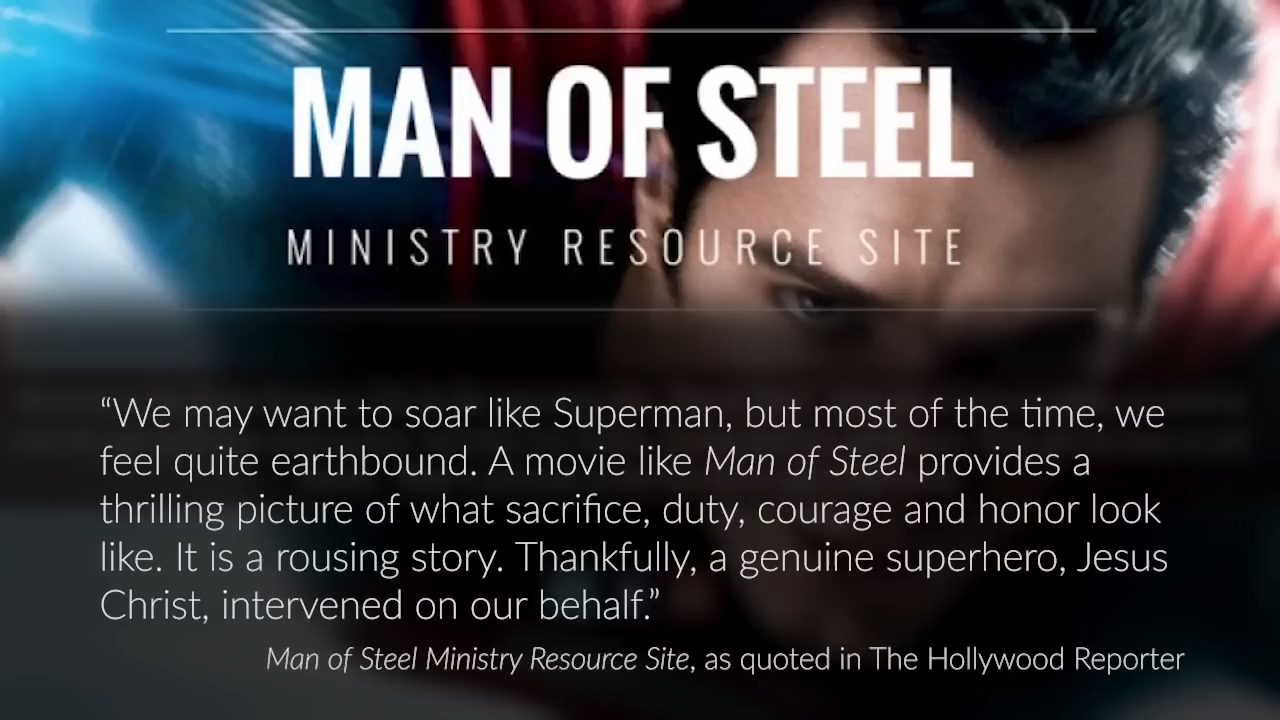 MAN OF STEEL
MINISTRY RESOURCE SITE
“We may want to soar like Superman, but most of the time, we
feel quite earthbound. A movie like Man of Steel provides a
thrilling picture of what sacrifice, duty, courage and honor look
like. It is a rousing story. Thankfully, a genuine superhero, Jesus
Christ, intervened on our behalf.”
Man of Steel Ministry Resource Site, as quoted in The Hollywood Reporter